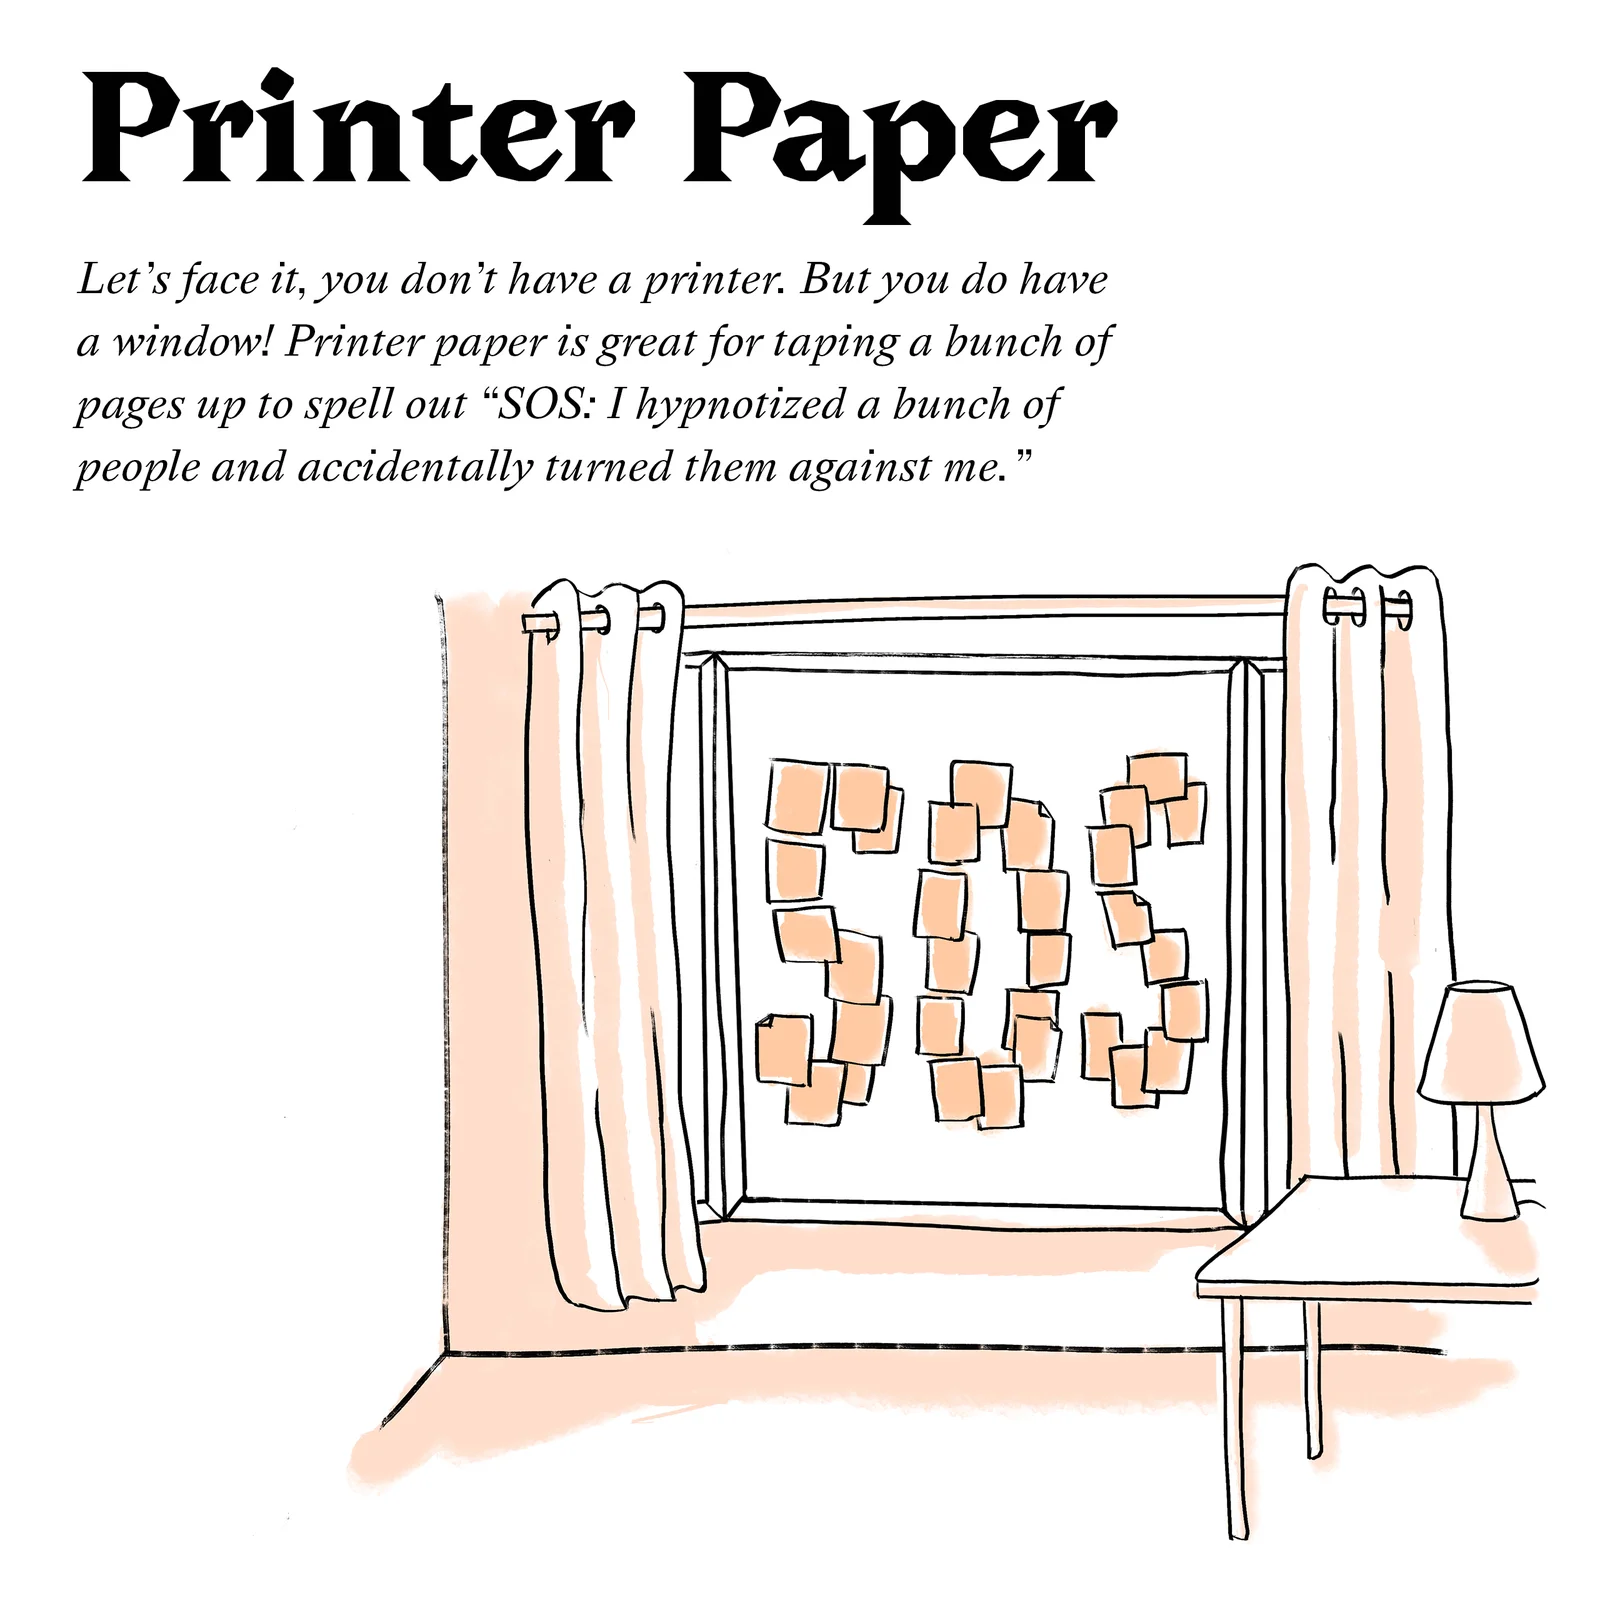 Printer Paper
Let’s face it, you don’t have a printer. But you do have
a window! Printer paper is great for taping a bunch of
pages up to spell out “SOS: I hypnotized a bunch of
people and accidentally turned them against me.”
SOS